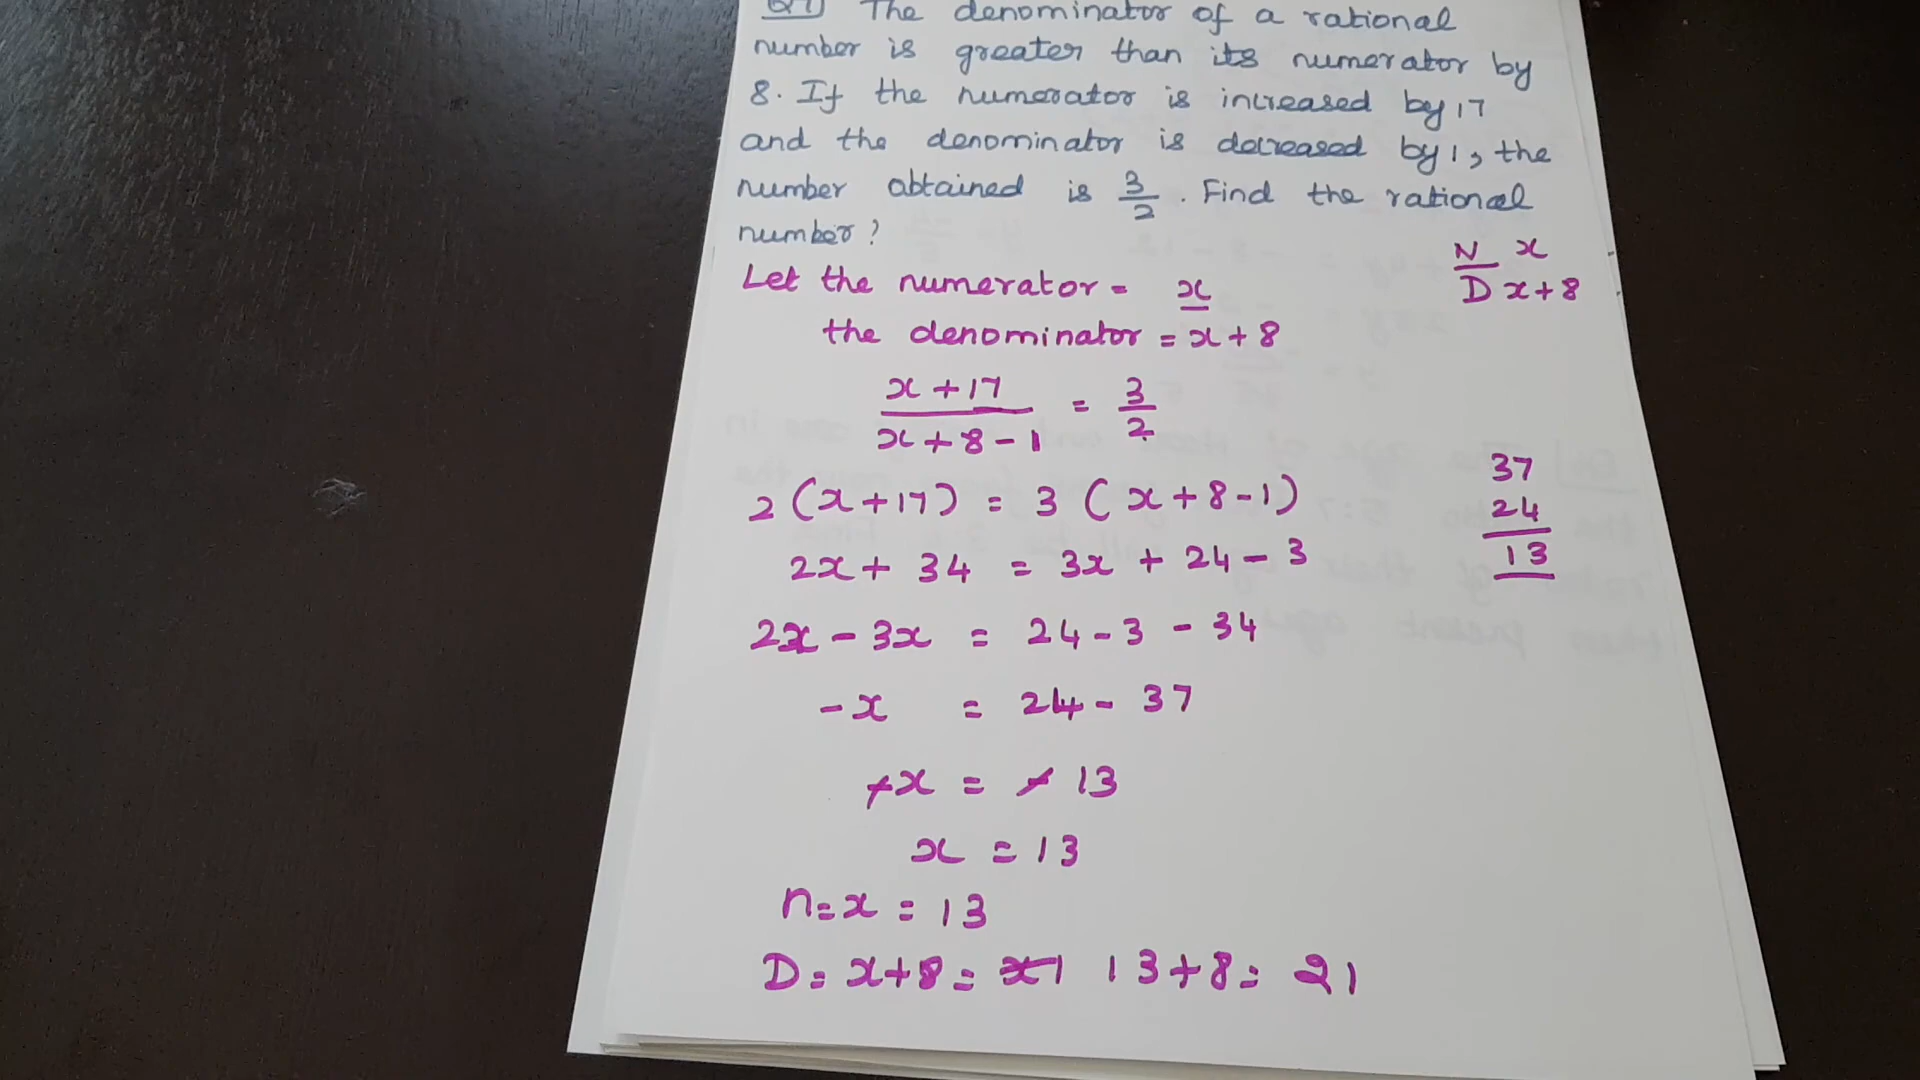 Q7) The denominator of a rational
number is greater than its numerator by
8. If the numerator is increased by 17
and the denominator is decreased by 1, the
number obtained is 3/2. Find the rational
number?
Let the numerator = x
the denominator = x+8
N/D x/x+8
x+17/x+8-1 = 3/2
2(x+17) = 3(x+8-1)
2x + 34 = 3x + 24 - 3
37
24
13
2x - 3x = 24 - 3 - 34
-x = 24 - 37
-x = -13
x = 13
n = x = 13
D = x+8 = 13+8 = 21